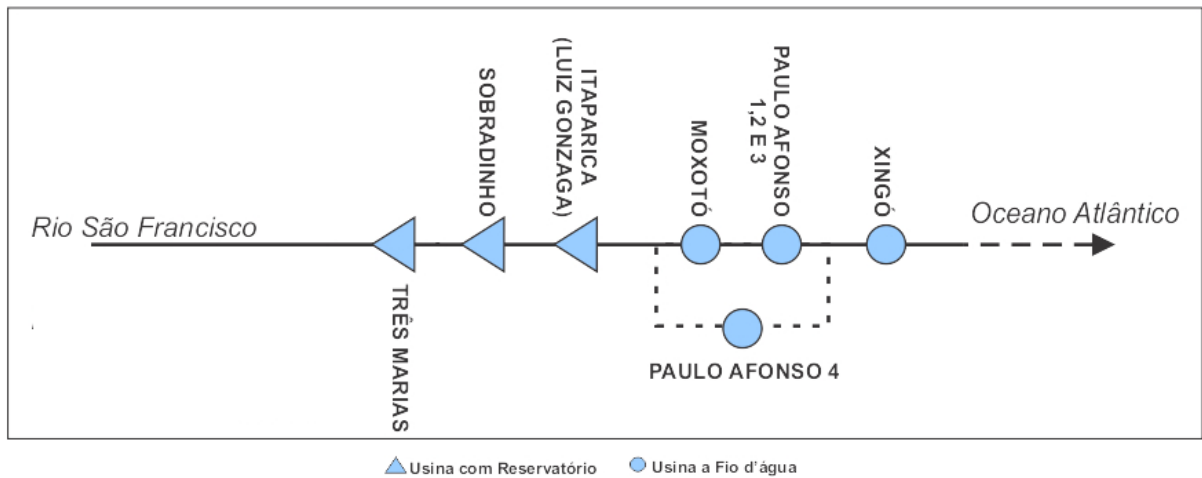 Rio São Francisco
TRÊS MARIAS
SOBRADINHO
ITAPARICA
(LUIZ GONZAGA)
MOXOTÓ
PAULO AFONSO
1,2 E 3
PAULO AFONSO 4
XINGÓ
Oceano Atlântico
Usina com Reservatório
Usina a Fio d'água